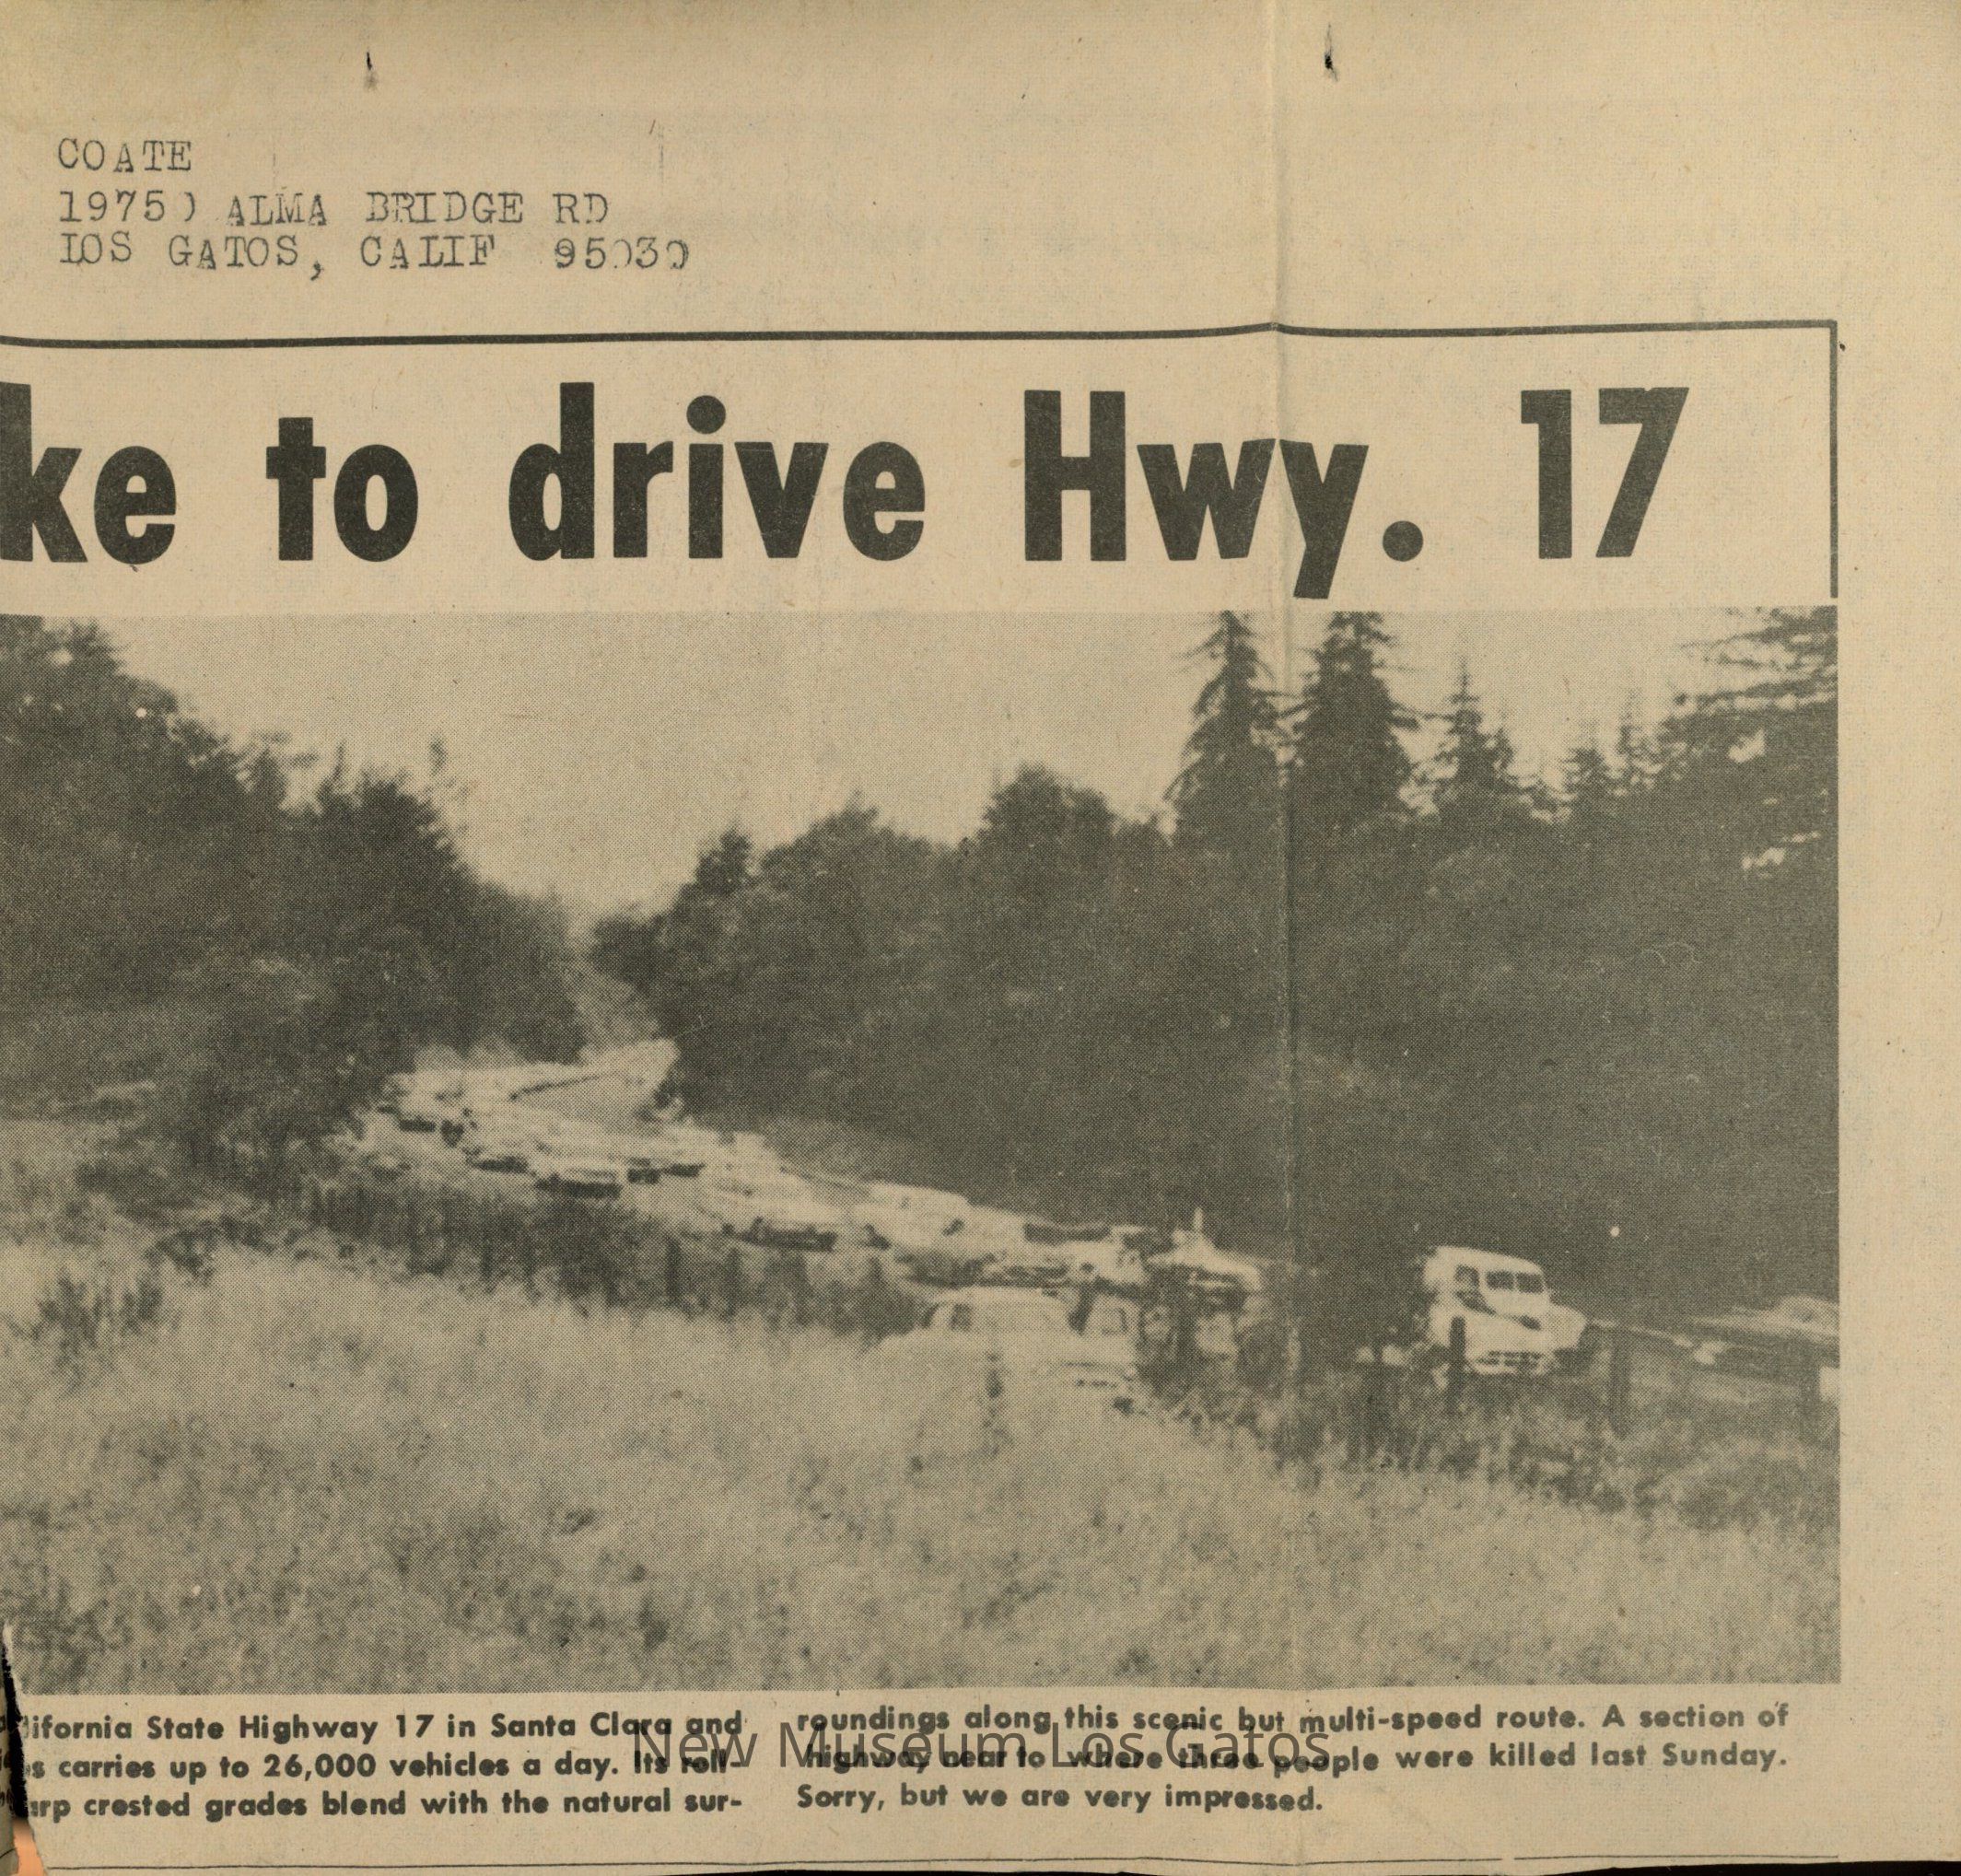 COATE
19750 ALMA BRIDGE RD
LOS GATOS, CALIF 95030
ke to drive Hwy. 17
ifornia State Highway 17 in Santa Clara and
s carries up to 26,000 vehicles a day. Its roll-
arp crested grades blend with the natural sur-
roundings along this scenic but multi-speed route. A section of
highway near to where three people were killed last Sunday.
Sorry, but we are very impressed.
New Museum Los Gatos